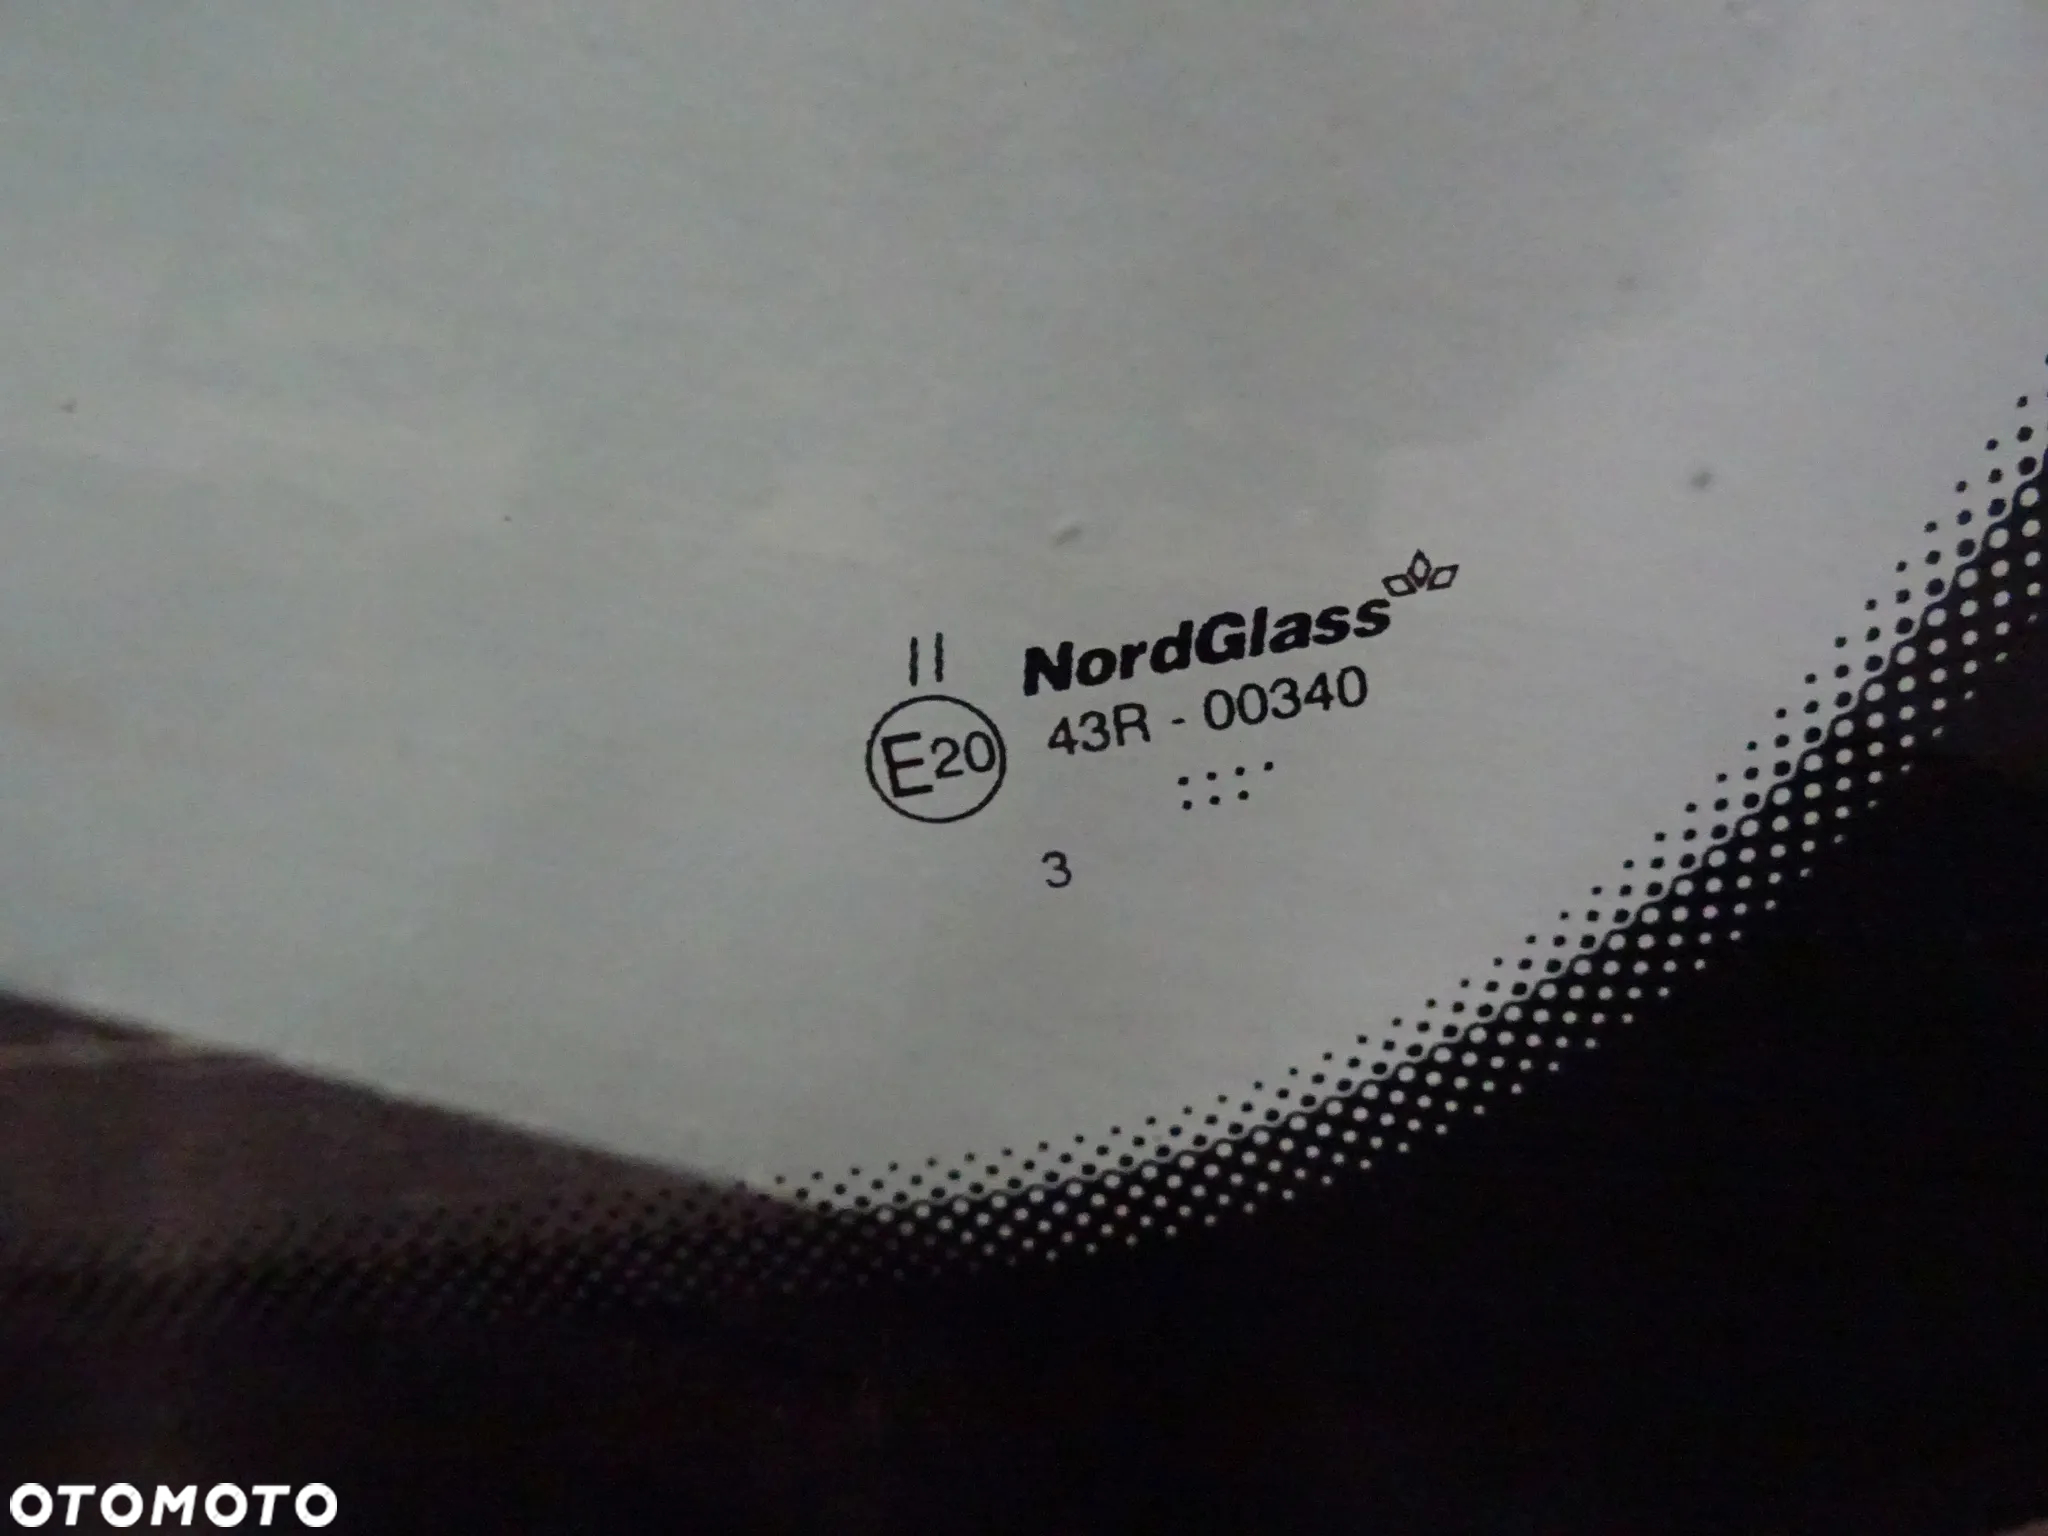 II
NordGlass
E20
43R - 00340
3
OTOMOTO